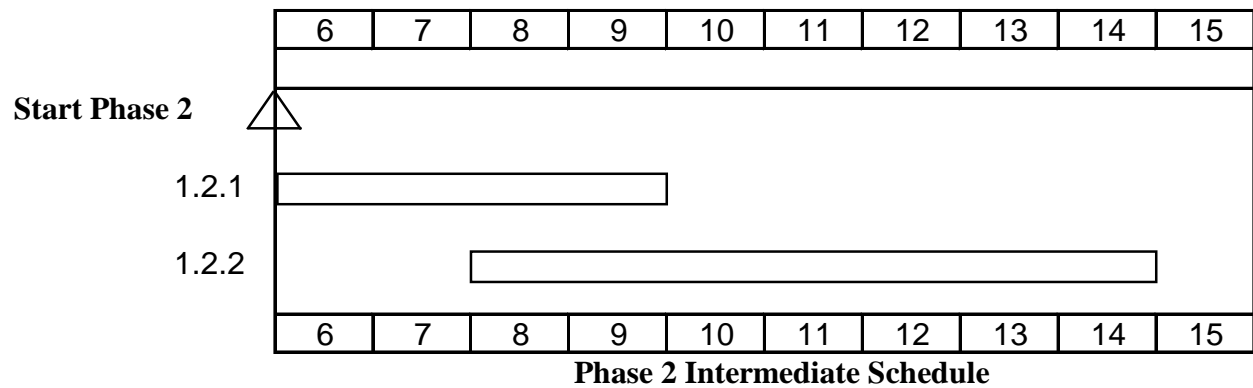 6 7 8 9 10 11 12 13 14 15
Start Phase 2
1.2.1
1.2.2
6 7 8 9 10 11 12 13 14 15
Phase 2 Intermediate Schedule